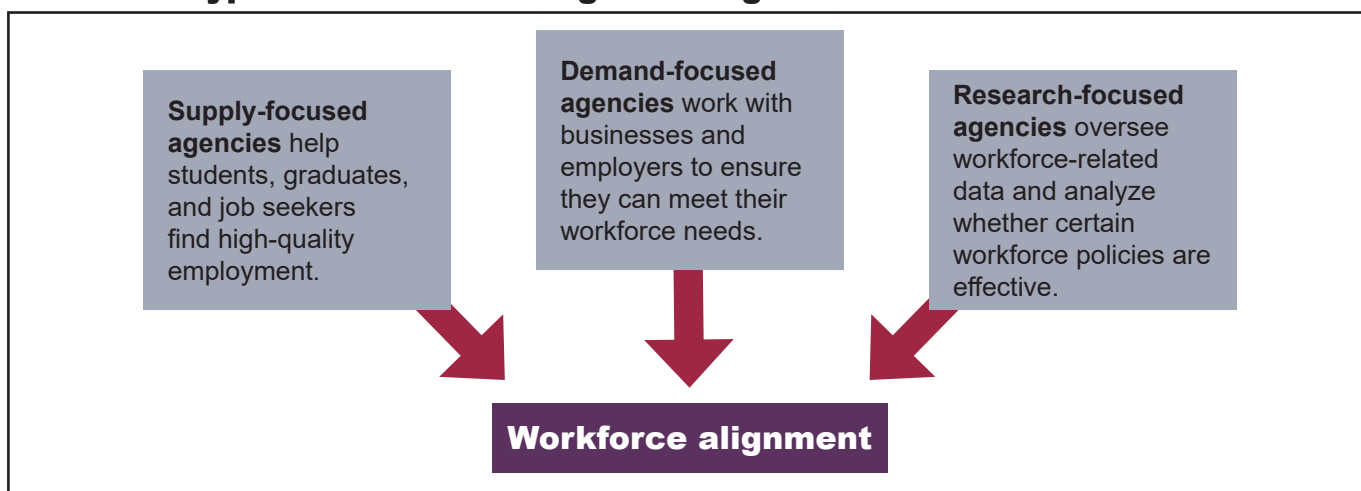 Supply-focused
agencies help
students, graduates,
and job seekers
find high-quality
employment.
Demand-focused
agencies work with
businesses and
employers to ensure
they can meet their
workforce needs.
Research-focused
agencies oversee
workforce-related
data and analyze
whether certain
workforce policies are
effective.
Workforce alignment